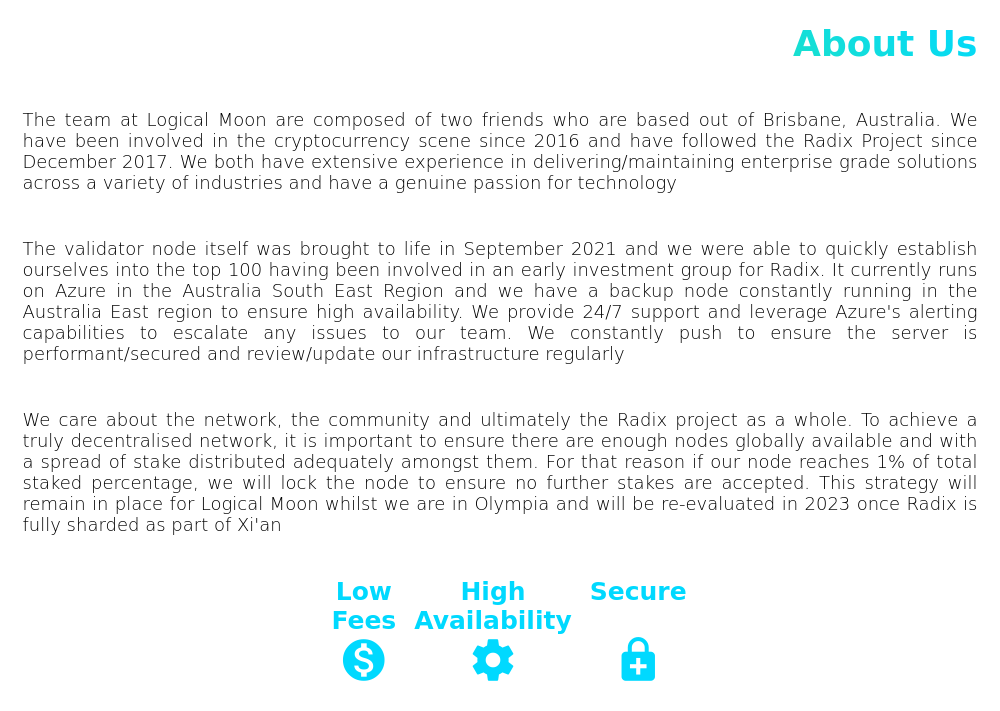 About Us
The team at Logical Moon are composed of two friends who are based out of Brisbane, Australia. We
have been involved in the cryptocurrency scene since 2016 and have followed the Radix Project since
December 2017. We both have extensive experience in delivering/maintaining enterprise grade solutions
across a variety of industries and have a genuine passion for technology
The validator node itself was brought to life in September 2021 and we were able to quickly establish
ourselves into the top 100 having been involved in an early investment group for Radix. It currently runs
on Azure in the Australia South East Region and we have a backup node constantly running in the
Australia East region to ensure high availability. We provide 24/7 support and leverage Azure's alerting
capabilities to escalate any issues to our team. We constantly push to ensure the server is
performant/secured and review/update our infrastructure regularly
We care about the network, the community and ultimately the Radix project as a whole. To achieve a
truly decentralised network, it is important to ensure there are enough nodes globally available and with
a spread of stake distributed adequately amongst them. For that reason if our node reaches 1% of total
staked percentage, we will lock the node to ensure no further stakes are accepted. This strategy will
remain in place for Logical Moon whilst we are in Olympia and will be re-evaluated in 2023 once Radix is
fully sharded as part of Xi'an
Low
Fees
High
Availability
Secure